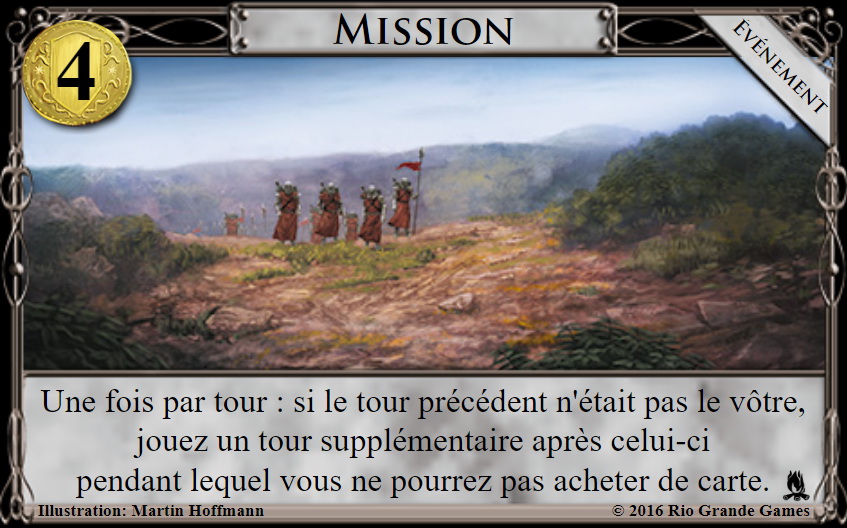 4
MISSION
ÉVÉNEMENT
Une fois par tour : si le tour précédent n'était pas le vôtre,
jouez un tour supplémentaire après celui-ci
pendant lequel vous ne pourrez pas acheter de carte.
Illustration: Martin Hoffmann
© 2016 Rio Grande Games